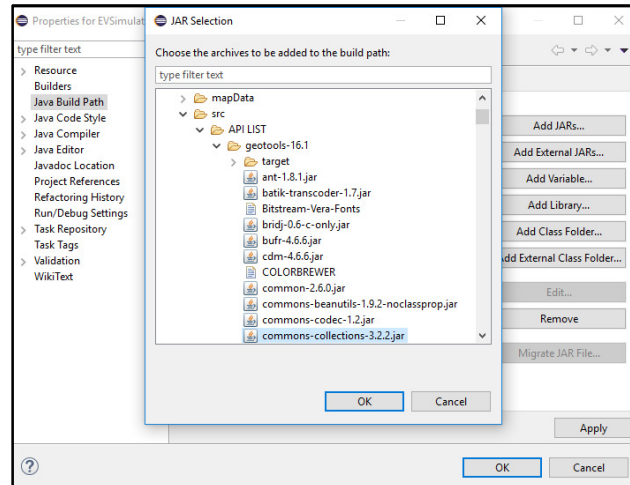 Properties for EVSimulat
JAR Selection
type filter text
Resource
Builders
Java Build Path
Java Code Style
Java Compiler
Java Editor
Javadoc Location
Project References
Refactoring History
Run/Debug Settings
Task Repository
Task Tags
Validation
WikiText
Choose the archives to be added to the build path:
type filter text
mapData
src
API LIST
geotools-16.1
target
ant-1.8.1.jar
batik-transcoder-1.7.jar
Bitstream-Vera-Fonts
bridj-0.6-c-only.jar
bufr-4.6.6.jar
cdm-4.6.6.jar
COLORBREWER
common-2.6.0.jar
commons-beanutils-1.9.2-noclassprop.jar
commons-codec-1.2.jar
commons-collections-3.2.2.jar
OK Cancel
Add JARs...
Add External JARs...
Add Variable...
Add Library...
Add Class Folder...
dd External Class Folder...
Edit...
Remove
Migrate JAR File...
Apply
OK Cancel